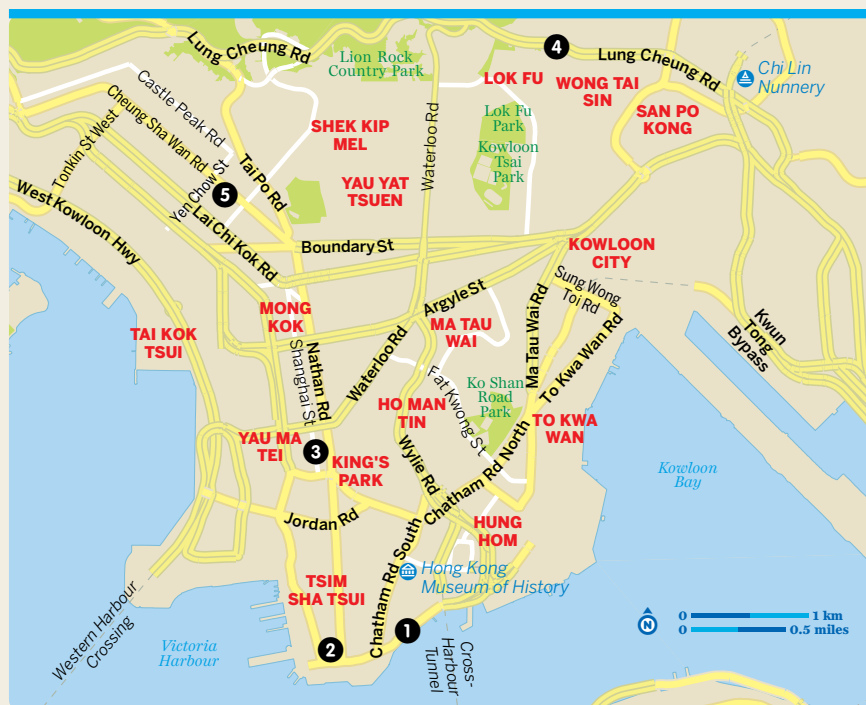 Lung Cheung Rd
Lion Rock
Country Park
4
Lung Cheung Rd
Chi Lin
Nunnery
Castle Peak Rd
LOK FU
WONG TAI
SIN
Cheung Sha Wan Rd
Waterloo Rd
Lok Fu
Park
SAN PO
KONG
Tonkin St West
SHEK KIP
MEL
Kowloon
Tsai
Park
Tai Po Rd
Yen Chow St
5
YAU YAT
TSUEN
West Kowloon Hwy
Lai Chi Kok Rd
Boundary St
KOWLOON
CITY
Sung Wong
Toi Rd
Argyle St
MONG
KOK
MA TAU
WAI
Ma Tau Wai Rd
To Kwa Wan Rd
Kwun
Tong
Bypass
TAI KOK
TSUI
Nathan Rd
Shanghai St
Waterloo Rd
Fat Kwong St
Ko Shan
Road
Park
HO MAN
TIN
TO KWA
WAN
YAU MA
TEI
3
KING'S
PARK
Wylie Rd
Chatham Rd North
Kowloon
Bay
Jordan Rd
HUNG
HOM
Chatham Rd South
Hong Kong
Museum of History
TSIM
SHA TSUI
Western Harbour
Crossing
Victoria
Harbour
2
1
Cross-
Harbour
Tunnel
N
0 1 km
0 0.5 miles